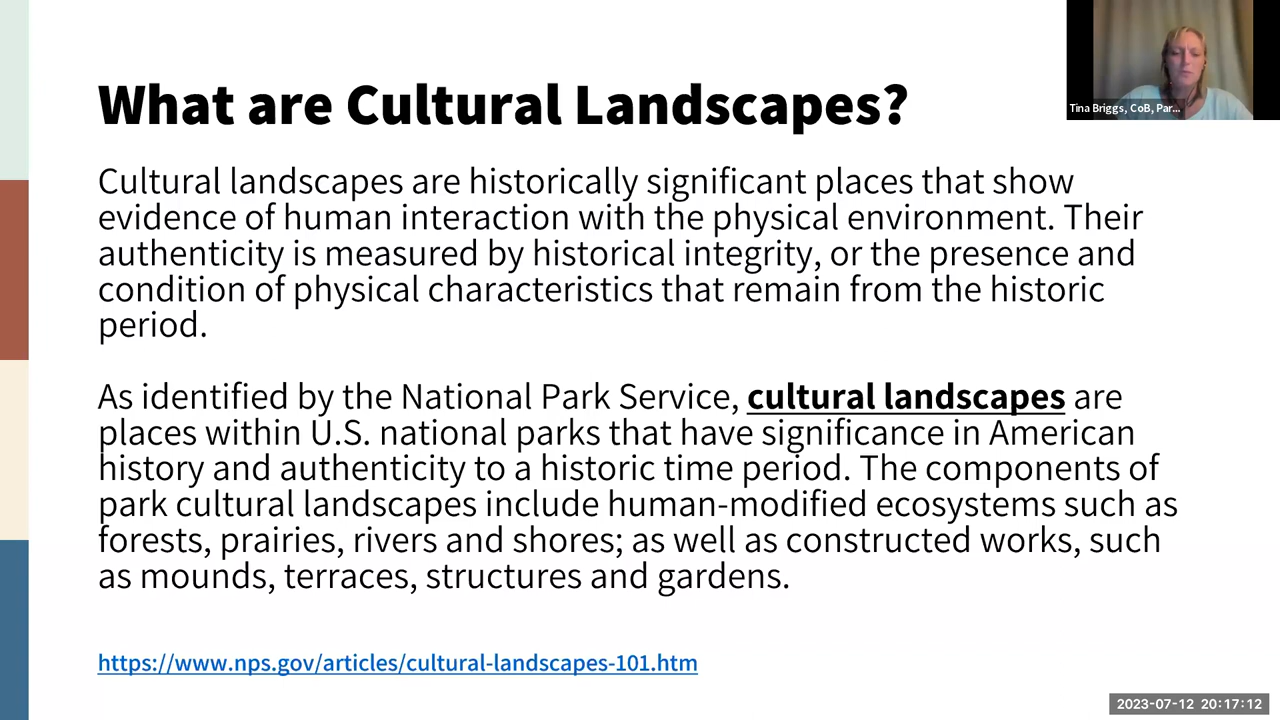 What are Cultural Landscapes?
Tina Briggs, CoB, Par...
Cultural landscapes are historically significant places that show
evidence of human interaction with the physical environment. Their
authenticity is measured by historical integrity, or the presence and
condition of physical characteristics that remain from the historic
period.
As identified by the National Park Service, cultural landscapes are
places within U.S. national parks that have significance in American
history and authenticity to a historic time period. The components of
park cultural landscapes include human-modified ecosystems such as
forests, prairies, rivers and shores; as well as constructed works, such
as mounds, terraces, structures and gardens.
https://www.nps.gov/articles/cultural-landscapes-101.htm
2023-07-12 20:17:12